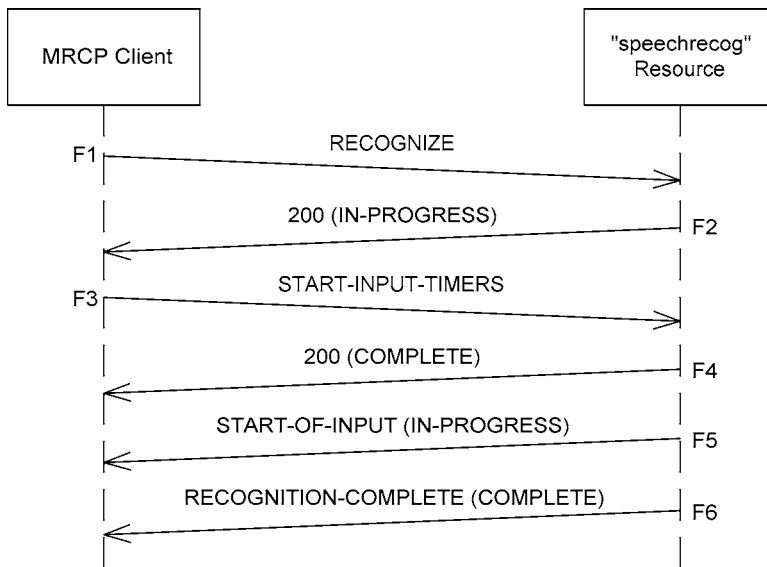 MRCP Client
"speechrecog"
Resource
RECOGNIZE
F1
200 (IN-PROGRESS)
F2
START-INPUT-TIMERS
F3
200 (COMPLETE)
F4
START-OF-INPUT (IN-PROGRESS)
F5
RECOGNITION-COMPLETE (COMPLETE)
F6